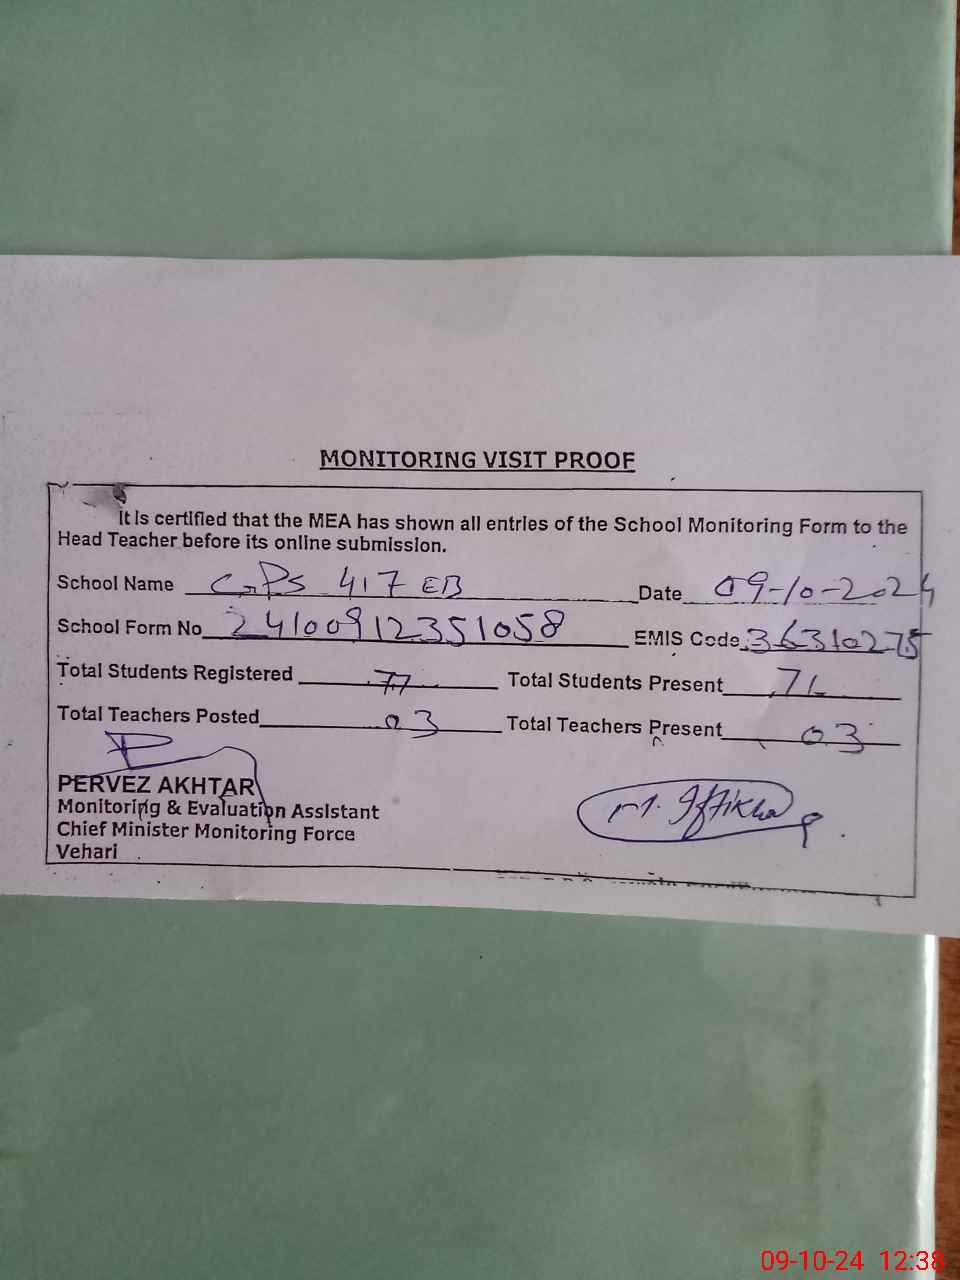 MONITORING VISIT PROOF
It is certified that the MEA has shown all entries of the School Monitoring Form to the
Head Teacher before its online submission.
School Name GPS 417 EB Date 09-10-2024
School Form No 24100912351058 EMIS Code 36310275
Total Students Registered 77 Total Students Present
Total Teachers Posted 03 Total Teachers Present 03
PERVEZ AKHTAR
Monitoring & Evaluation Assistant
Chief Minister Monitoring Force
Vehari
M. Iftikhar
09-10-24 12:38